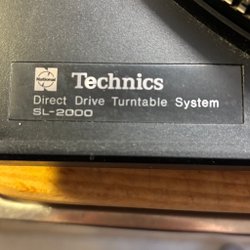 National Technics
Direct Drive Turntable System
SL-2000